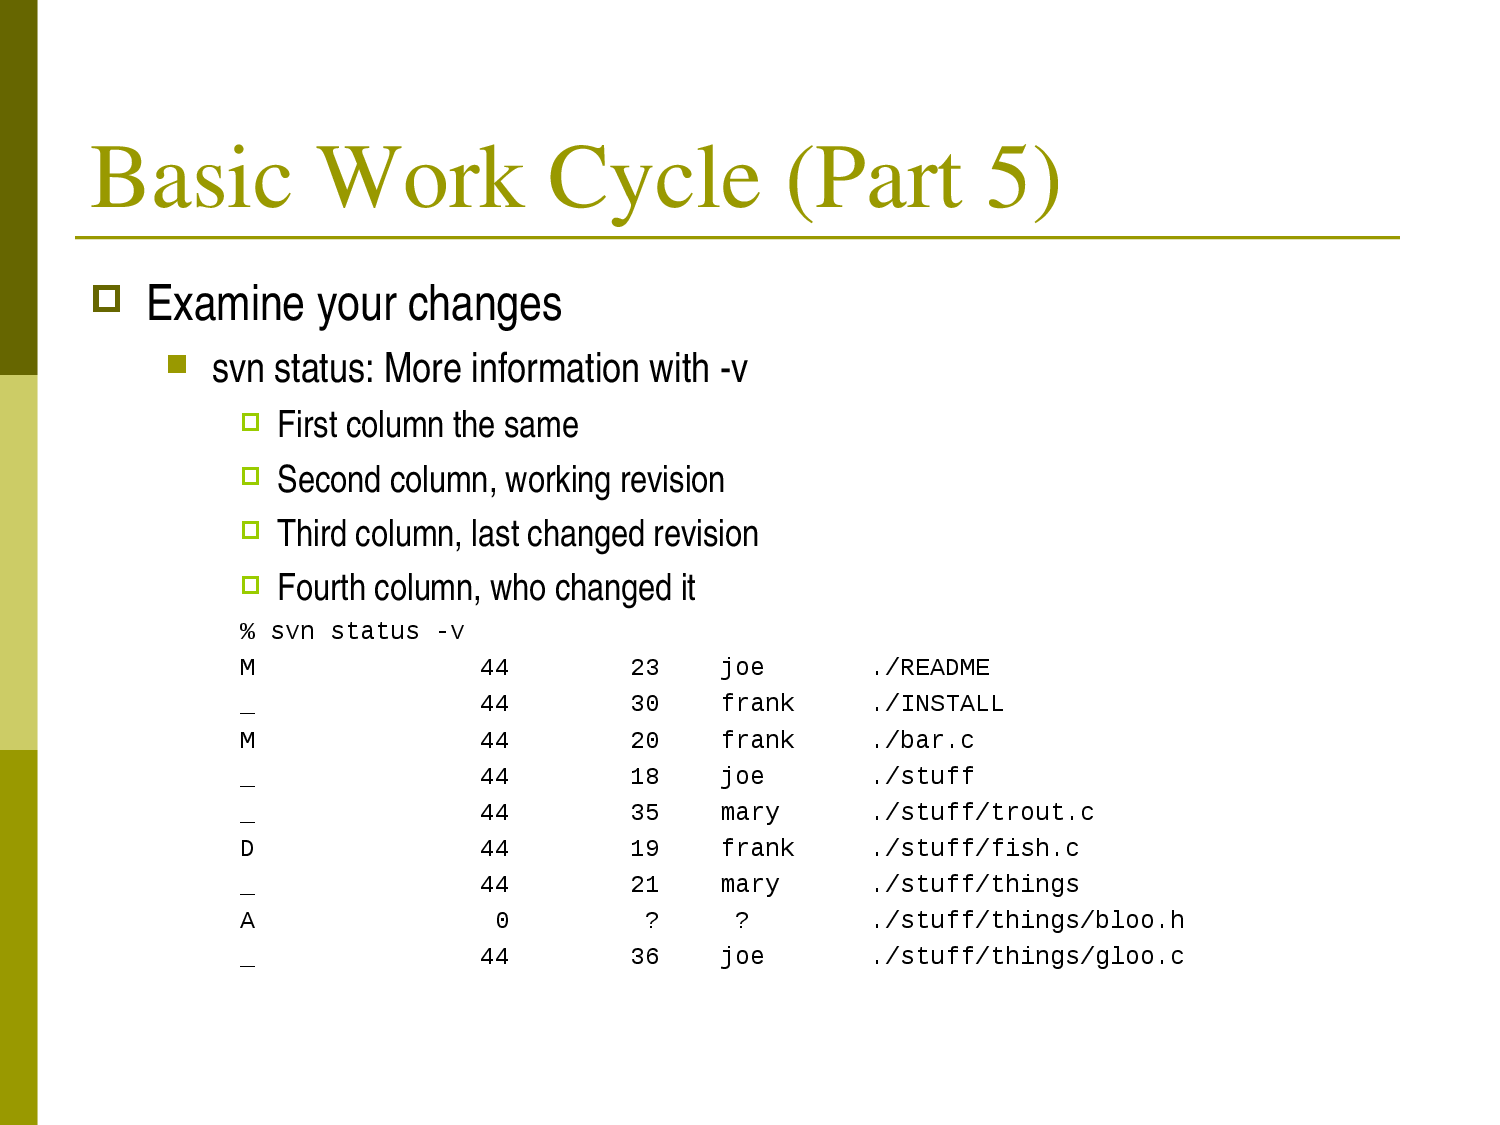 Basic Work Cycle (Part 5)
Examine your changes
svn status: More information with -v
First column the same
Second column, working revision
Third column, last changed revision
Fourth column, who changed it
% svn status -v
M               44        23    joe       ./README
_               44        30    frank     ./INSTALL
M               44        20    frank     ./bar.c
_               44        18    joe       ./stuff
_               44        35    mary      ./stuff/trout.c
D               44        19    frank     ./stuff/fish.c
_               44        21    mary      ./stuff/things
A                0         ?     ?        ./stuff/things/bloo.h
_               44        36    joe       ./stuff/things/gloo.c